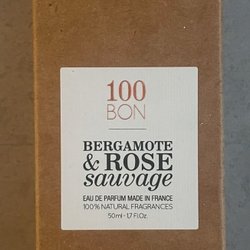 100
BON
BERGAMOTE
& ROSE
sauvage
EAU DE PARFUM MADE IN FRANCE
100% NATURAL FRAGRANCES
50ml - 1,7 Fl.Oz.